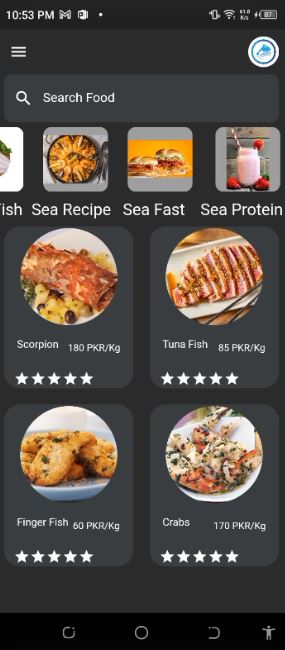 10:53 PM
61.0
K/s
87
Search Food
Fish Sea Recipe Sea Fast Sea Protein
Scorpion 180 PKR/Kg
Tuna Fish 85 PKR/Kg
Finger Fish 60 PKR/Kg
Crabs 170 PKR/Kg